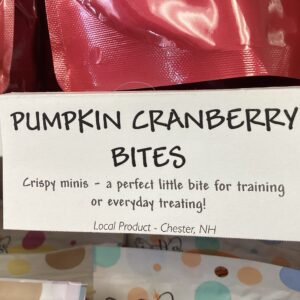 PUMPKIN CRANBERRY
BITES
Crispy minis - a perfect little bite for training
or everyday treating!
Local Product - Chester, NH